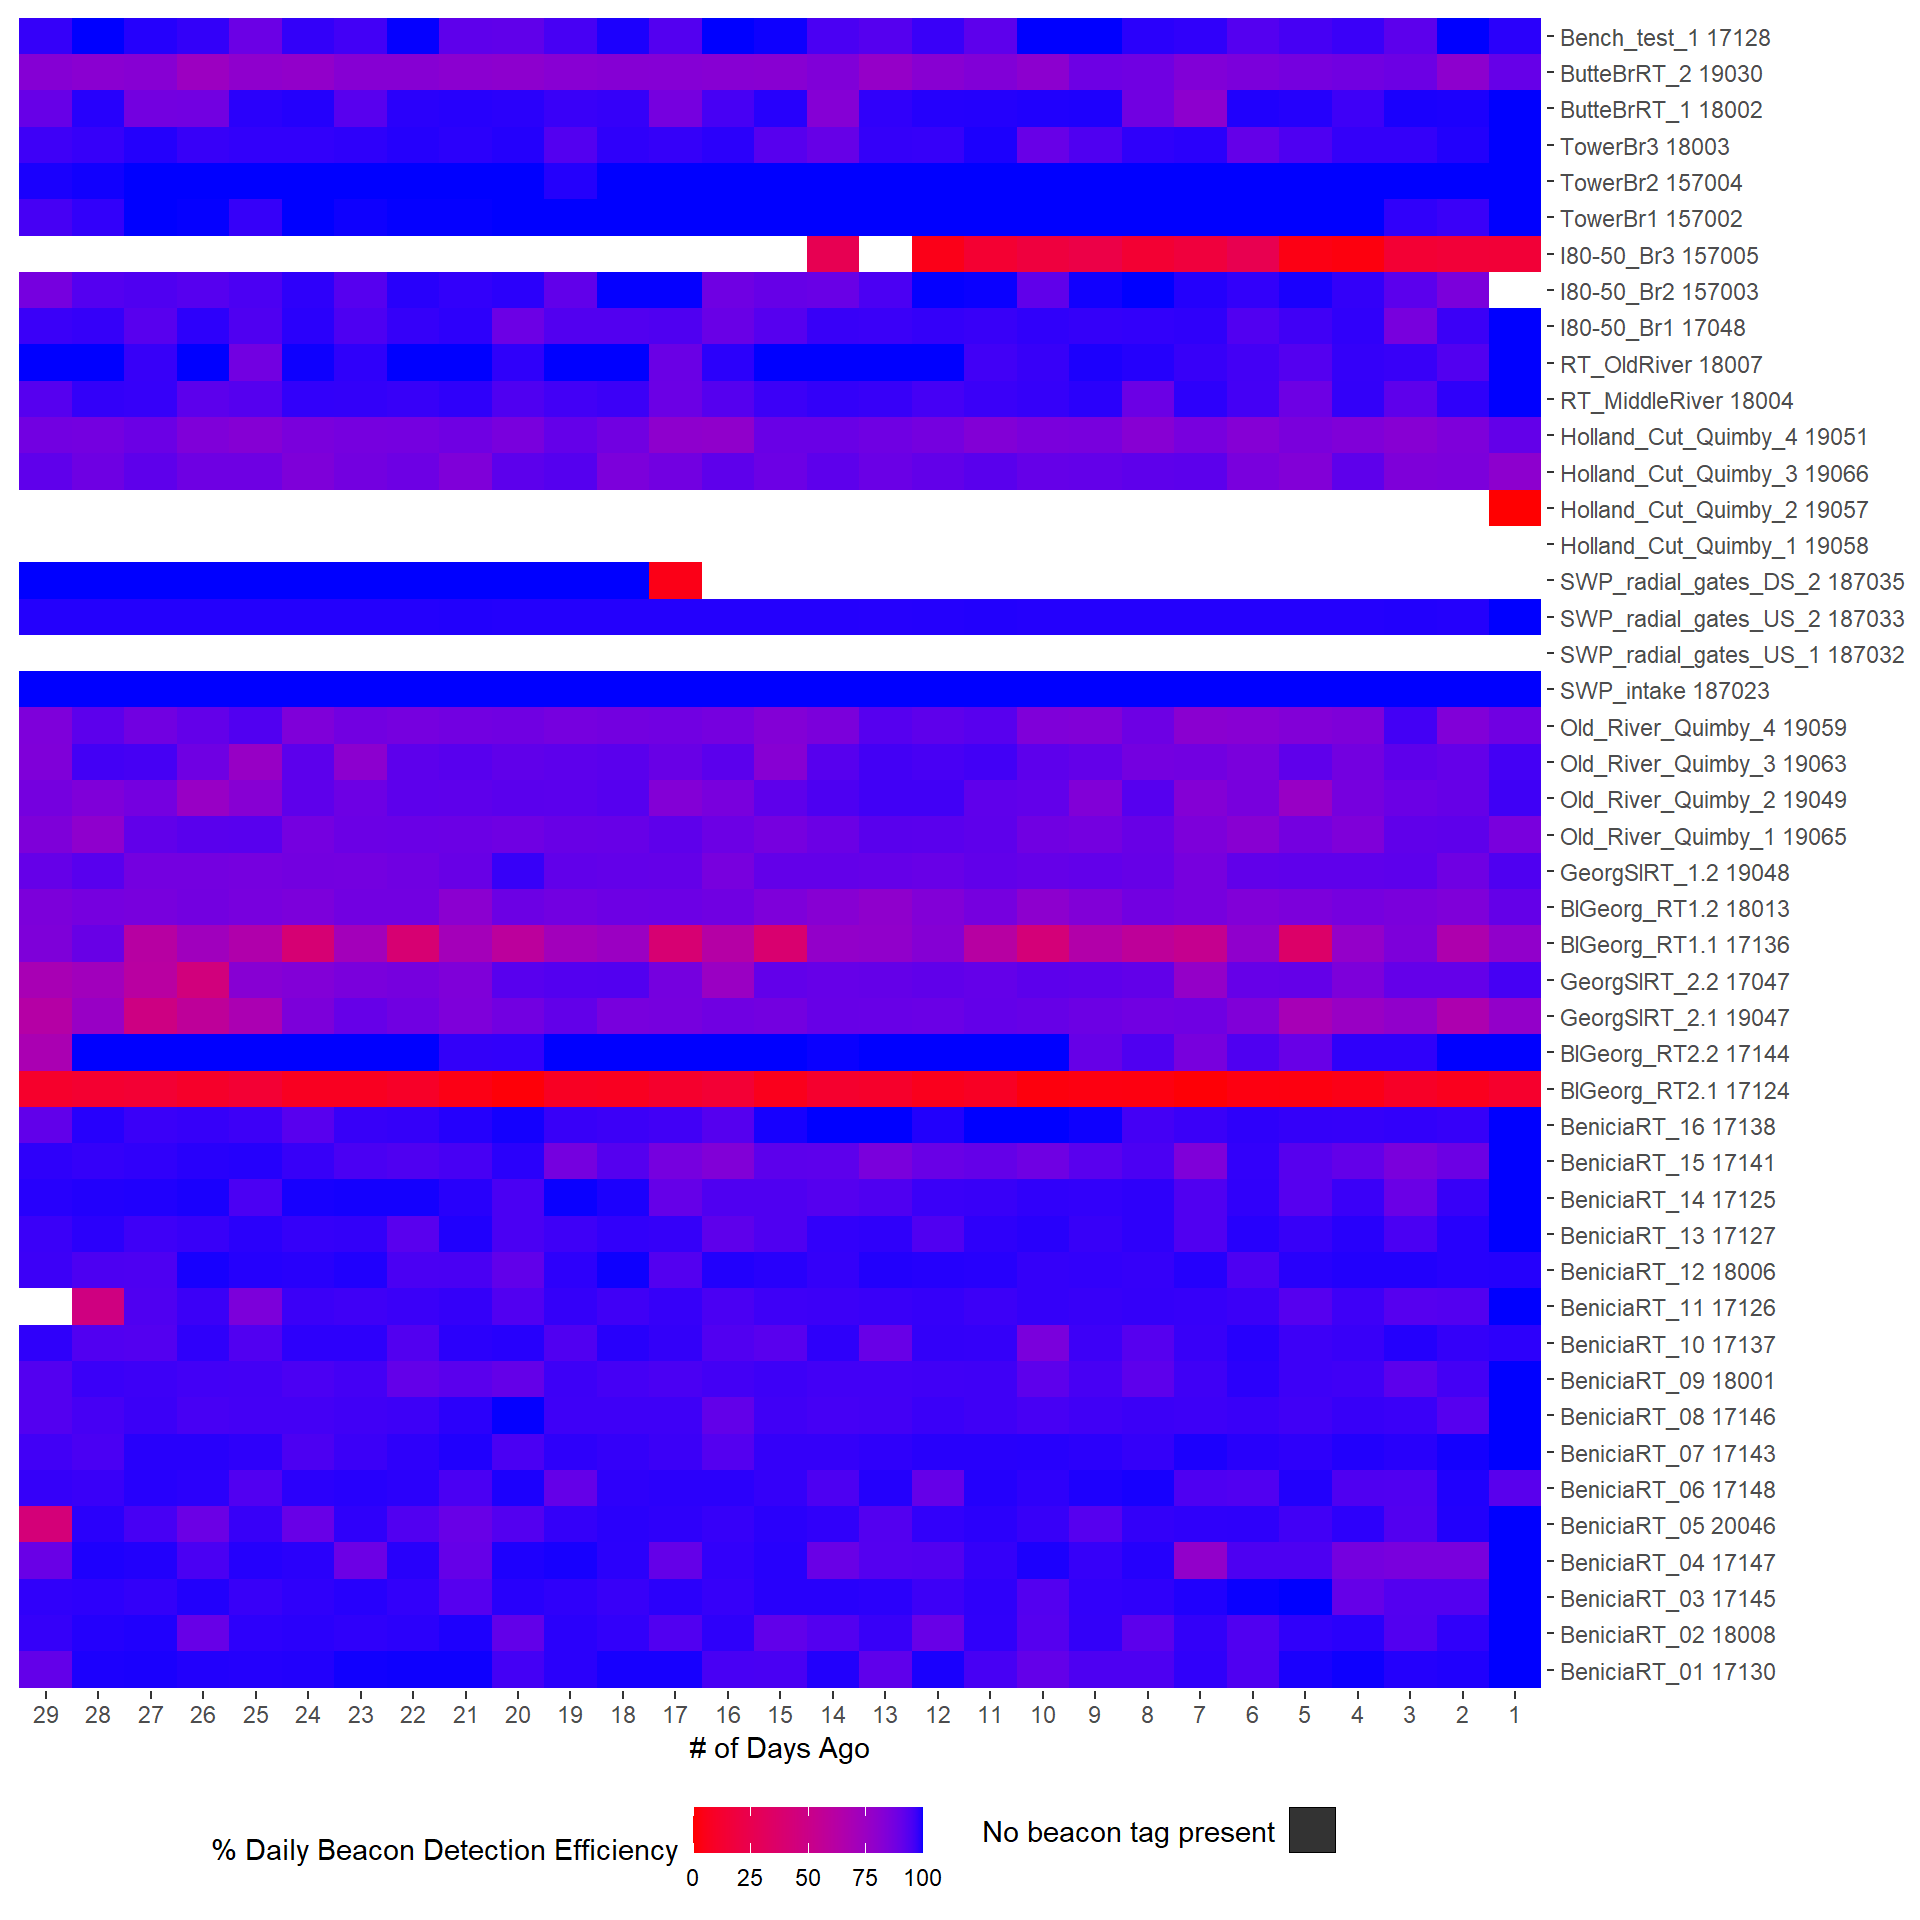 Bench_test_1 17128
ButteBrRT_2 19030
ButteBrRT_1 18002
TowerBr3 18003
TowerBr2 157004
TowerBr1 157002
I80-50_Br3 157005
I80-50_Br2 157003
I80-50_Br1 17048
RT_OldRiver 18007
RT_MiddleRiver 18004
Holland_Cut_Quimby_4 19051
Holland_Cut_Quimby_3 19066
Holland_Cut_Quimby_2 19057
Holland_Cut_Quimby_1 19058
SWP_radial_gates_DS_2 187035
SWP_radial_gates_US_2 187033
SWP_radial_gates_US_1 187032
SWP_intake 187023
Old_River_Quimby_4 19059
Old_River_Quimby_3 19063
Old_River_Quimby_2 19049
Old_River_Quimby_1 19065
GeorgSlRT_1.2 19048
BlGeorg_RT1.2 18013
BlGeorg_RT1.1 17136
GeorgSlRT_2.2 17047
GeorgSlRT_2.1 19047
BlGeorg_RT2.2 17144
BlGeorg_RT2.1 17124
BeniciaRT_16 17138
BeniciaRT_15 17141
BeniciaRT_14 17125
BeniciaRT_13 17127
BeniciaRT_12 18006
BeniciaRT_11 17126
BeniciaRT_10 17137
BeniciaRT_09 18001
BeniciaRT_08 17146
BeniciaRT_07 17143
BeniciaRT_06 17148
BeniciaRT_05 20046
BeniciaRT_04 17147
BeniciaRT_03 17145
BeniciaRT_02 18008
BeniciaRT_01 17130
29 28 27 26 25 24 23 22 21 20 19 18 17 16 15 14 13 12 11 10 9 8 7 6 5 4 3 2 1
# of Days Ago
% Daily Beacon Detection Efficiency
0 25 50 75 100
No beacon tag present